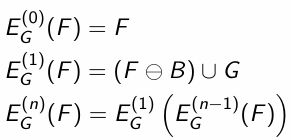 E_G^{(0)}(F) = F
E_G^{(1)}(F) = (F ⊖ B) ∪ G
E_G^{(n)}(F) = E_G^{(1)} ( E_G^{(n-1)}(F) )